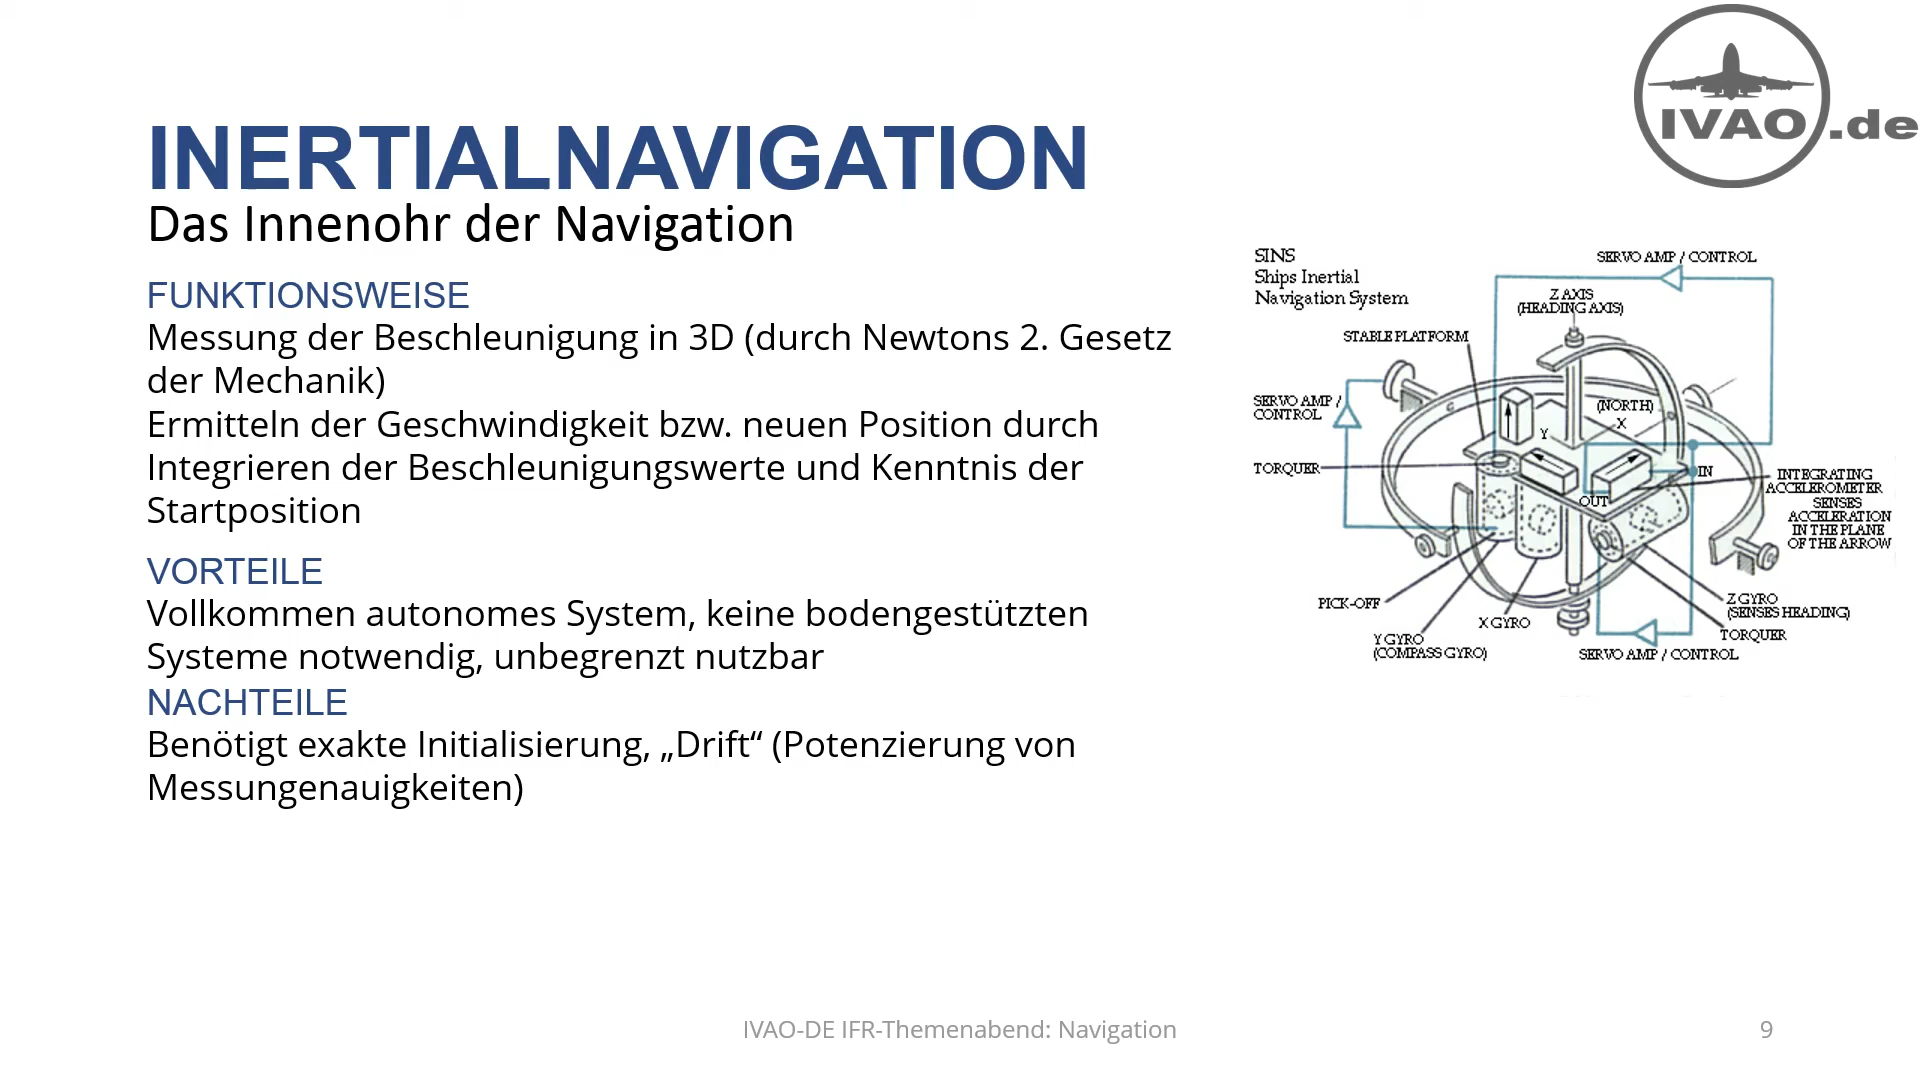 IVAO.de
INERTIALNAVIGATION
Das Innenohr der Navigation
FUNKTIONSWEISE
Messung der Beschleunigung in 3D (durch Newtons 2. Gesetz
der Mechanik)
Ermitteln der Geschwindigkeit bzw. neuen Position durch
Integrieren der Beschleunigungswerte und Kenntnis der
Startposition
VORTEILE
Vollkommen autonomes System, keine bodengestützten
Systeme notwendig, unbegrenzt nutzbar
NACHTEILE
Benötigt exakte Initialisierung, „Drift“ (Potenzierung von
Messungenauigkeiten)
SINS
Ships Inertial
Navigation System
SERVO AMP / CONTROL
Z AXIS
(HEADING AXIS)
STABLE PLATFORM
SERVO AMP /
CONTROL
(NORTH)
X
Y
TORQUER
IN
OUT
INTEGRATING
ACCELEROMETER
SENSES
ACCELERATION
IN THE PLANE
OF THE ARROW
PICK-OFF
X GYRO
Y GYRO
(COMPASS GYRO)
Z GYRO
(SENSES HEADING)
TORQUER
SERVO AMP / CONTROL
IVAO-DE IFR-Themenabend: Navigation
9